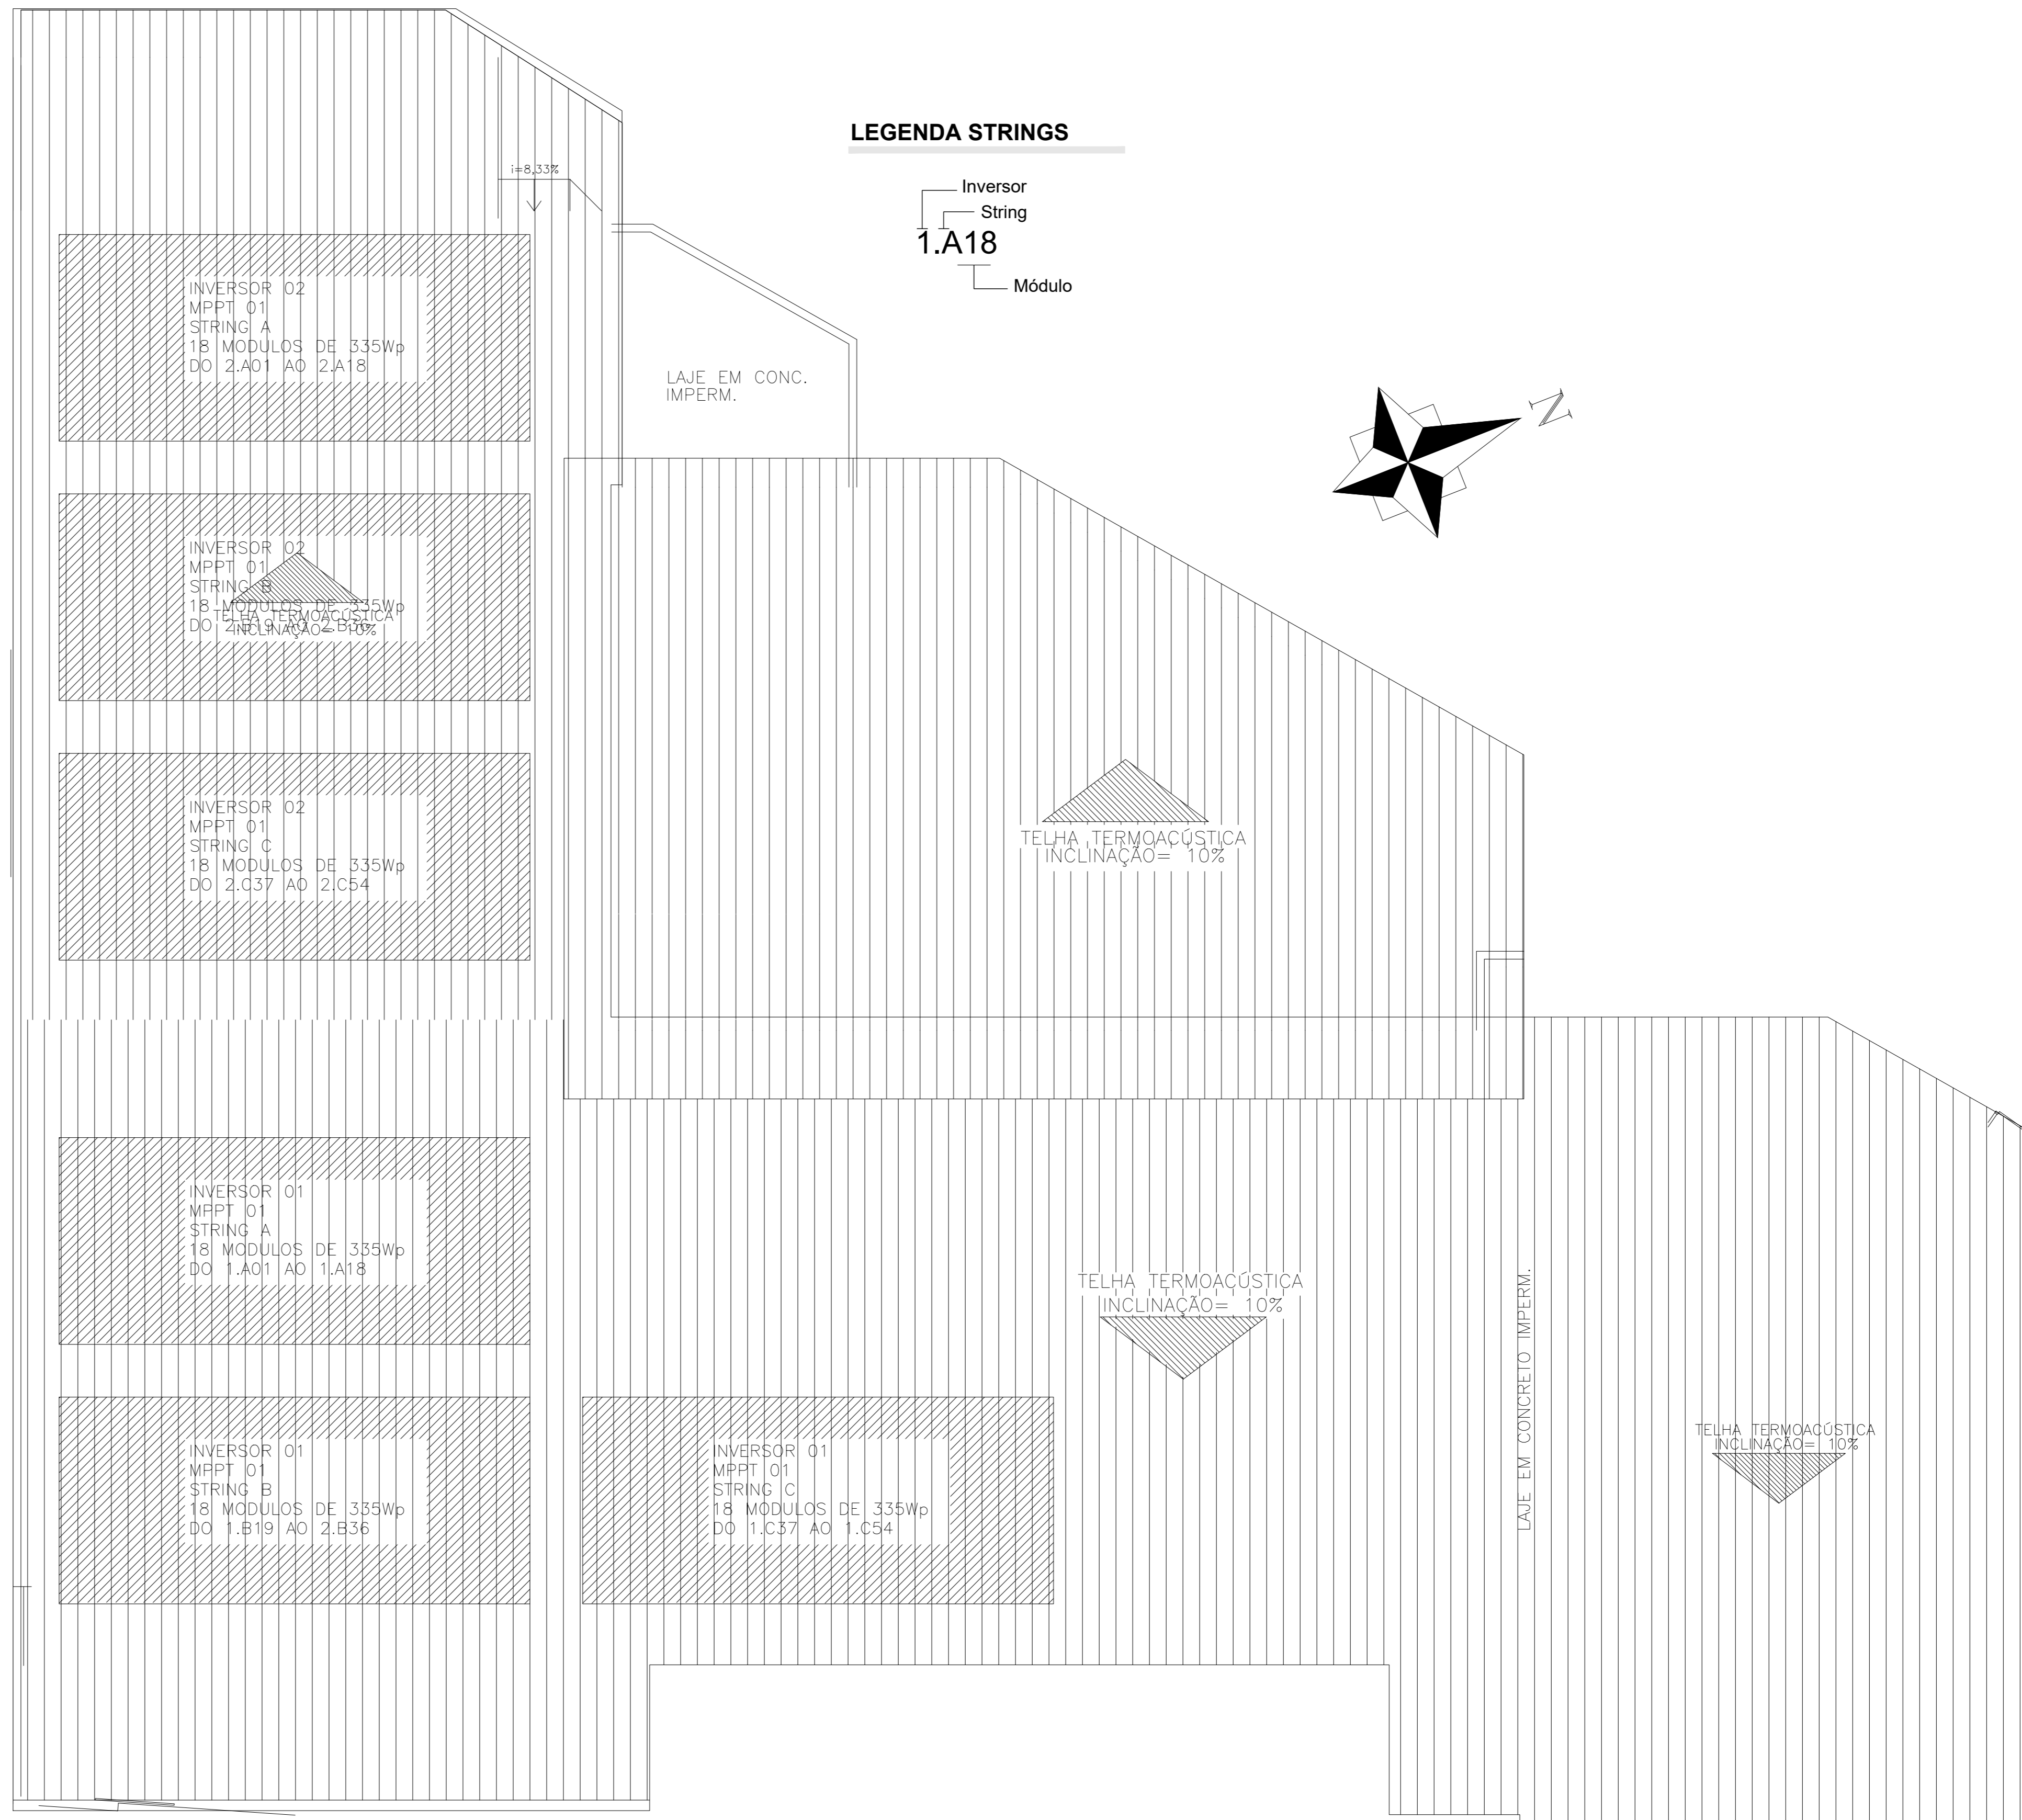 LEGENDA STRINGS
Inversor
String
1.A18
Módulo
i=8,33%
INVERSOR 02
MPPT 01
STRING A
18 MODULOS DE 335Wp
DO 2.A01 AO 2.A18
LAJE EM CONC.
IMPERM.
N
INVERSOR 02
MPPT 01
STRING B
18 MODULOS DE 335Wp
DO 2.B19 AO 2.B36
TELHA TERMOACÚSTICA
INCLINAÇÃO= 10%
INVERSOR 02
MPPT 01
STRING C
18 MODULOS DE 335Wp
DO 2.C37 AO 2.C54
TELHA TERMOACÚSTICA
INCLINAÇÃO= 10%
INVERSOR 01
MPPT 01
STRING A
18 MODULOS DE 335Wp
DO 1.A01 AO 1.A18
TELHA TERMOACÚSTICA
INCLINAÇÃO= 10%
LAJE EM CONCRETO IMPERM.
TELHA TERMOACÚSTICA
INCLINAÇÃO= 10%
INVERSOR 01
MPPT 01
STRING B
18 MODULOS DE 335Wp
DO 1.B19 AO 2.B36
INVERSOR 01
MPPT 01
STRING C
18 MODULOS DE 335Wp
DO 1.C37 AO 1.C54